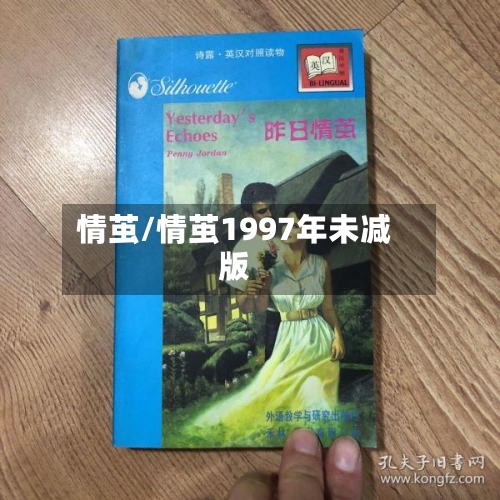 诗露·英汉对照读物
英汉
BI-LINGUAL
Silhouette
Yesterday's
Echoes
昨日情茧
Penny Jordan
情茧/情茧1997年未减
版
外语教学与研究出版社
孔夫子旧书网
www.kongfz.com